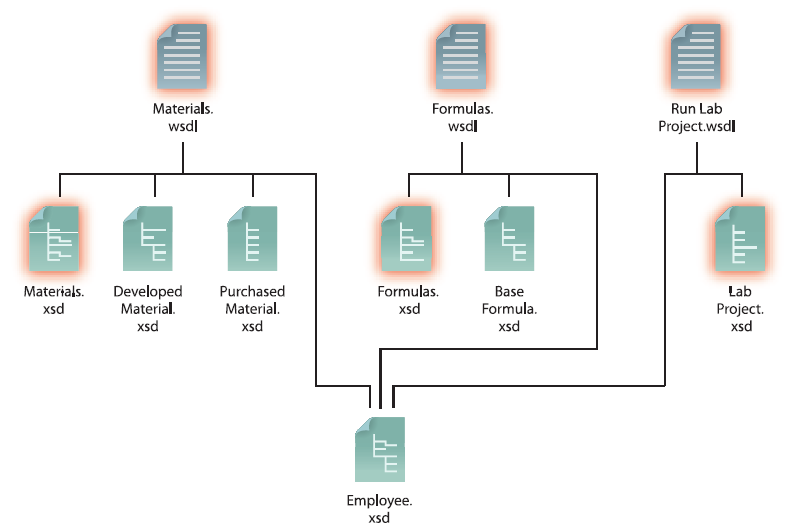 Materials.
wsdl
Formulas.
wsdl
Run Lab
Project.wsdl
Materials.
xsd
Developed
Material.
xsd
Purchased
Material.
xsd
Formulas.
xsd
Base
Formula.
xsd
Lab
Project.
xsd
Employee.
xsd